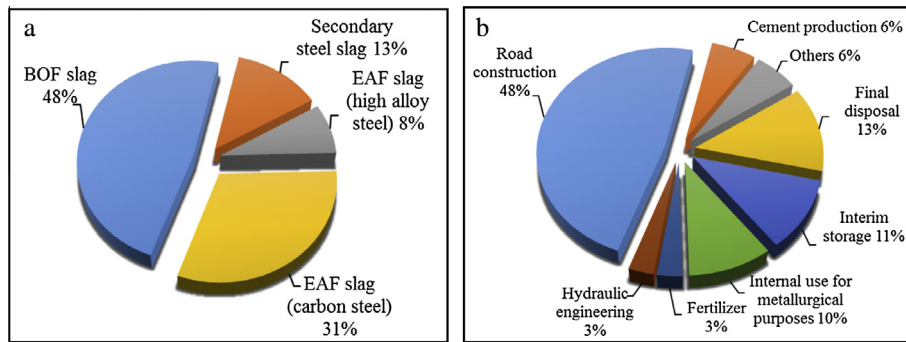 a
Secondary
steel slag 13%
BOF slag
48%
EAF slag
(high alloy
steel) 8%
EAF slag
(carbon steel)
31%
b
Cement production 6%
Road
construction
48%
Others 6%
Final
disposal
13%
Interim
storage 11%
Internal use for
metallurgical
purposes 10%
Fertilizer
3%
Hydraulic
engineering
3%